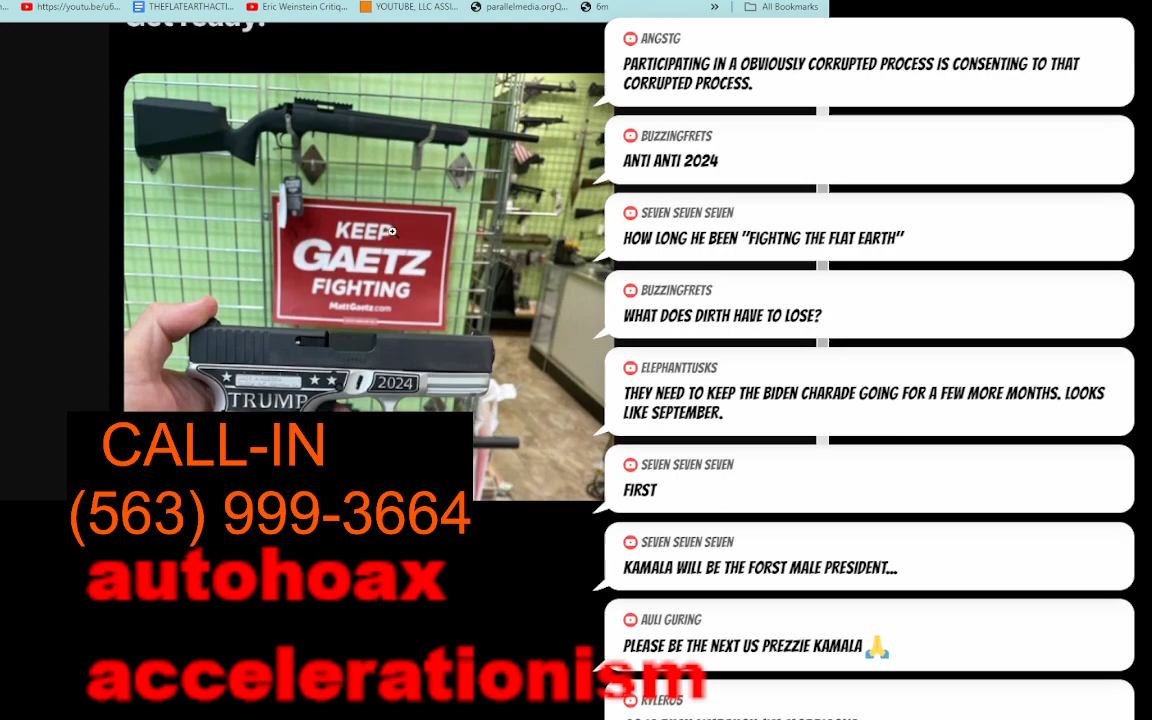 https://youtu.be/u6...
THEFLATEARTHACTI...
Eric Weinstein Critiq...
YOUTUBE, LLC ASSI...
parallelmedia.orgQ...
6m
»
All Bookmarks
KEEP
GAETZ
FIGHTING
MattGaetz.com
2024
TRUMP
CALL-IN
(563) 999-3664
autohoax
accelerationism
ANGSTG
PARTICIPATING IN A OBVIOUSLY CORRUPTED PROCESS IS CONSENTING TO THAT
CORRUPTED PROCESS.
BUZZINGFRETS
ANTI ANTI 2024
SEVEN SEVEN SEVEN
HOW LONG HE BEEN "FIGHTNG THE FLAT EARTH"
BUZZINGFRETS
WHAT DOES DIRTH HAVE TO LOSE?
ELEPHANTTUSKS
THEY NEED TO KEEP THE BIDEN CHARADE GOING FOR A FEW MORE MONTHS. LOOKS
LIKE SEPTEMBER.
SEVEN SEVEN SEVEN
FIRST
SEVEN SEVEN SEVEN
KAMALA WILL BE THE FORST MALE PRESIDENT...
AULI GURING
PLEASE BE THE NEXT US PREZZIE KAMALA 🙏